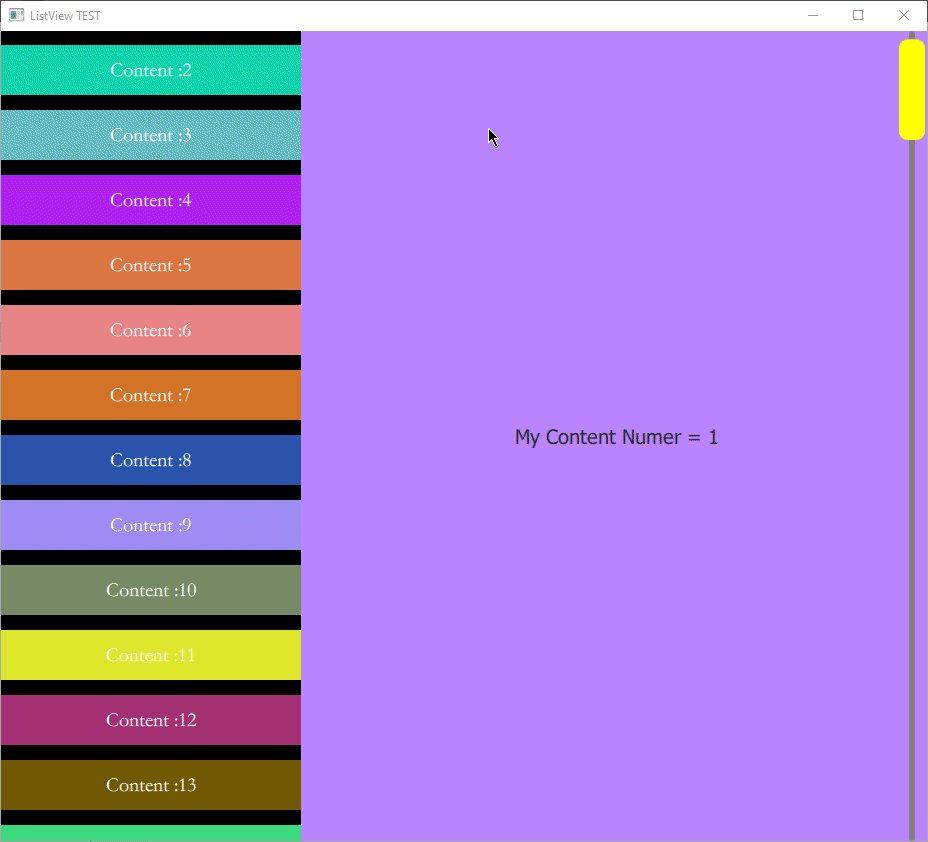 ListView TEST
Content :2
Content :3
Content :4
Content :5
Content :6
Content :7
Content :8
Content :9
Content :10
Content :11
Content :12
Content :13
My Content Numer = 1